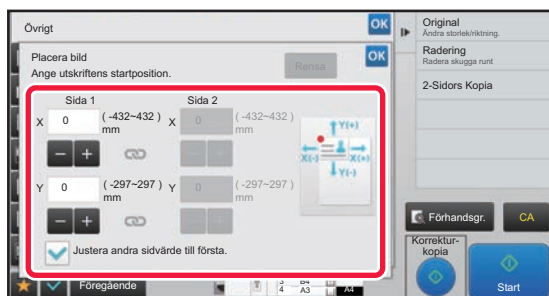 Övrigt
OK
Placera bild
OK
Ange utskriftens startposition.
Rensa
Sida 1
Sida 2
X 0 ( -432~432 ) mm
X 0 ( -432~432 ) mm
Y 0 ( -297~297 ) mm
Y 0 ( -297~297 ) mm
Y(+)
X(-) X(+)
Y(-)
Justera andra sidvärde till första.
Föregående
3 B4
4 A3
A4
Original
Ändra storlek/riktning.
Radering
Radera skugga runt
2-Sidors Kopia
Förhandsgr.
CA
Korrektur-
kopia
Start